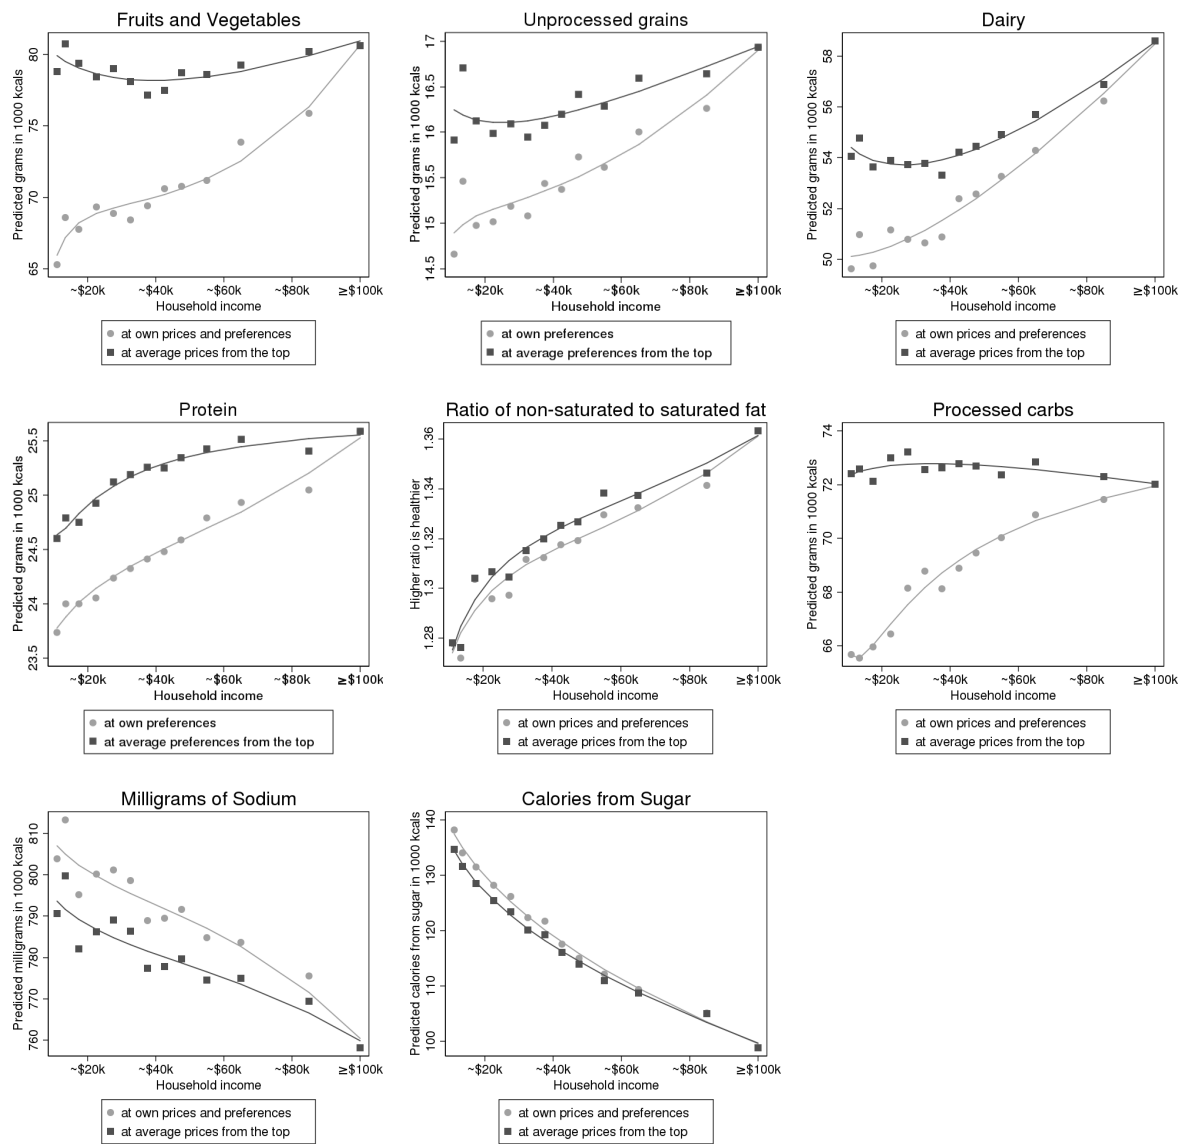 Fruits and Vegetables
Predicted grams in 1000 kcals
80
75
70
65
~$20k ~$40k ~$60k ~$80k ≥$100k
Household income
at own prices and preferences
at average prices from the top
Unprocessed grains
Predicted grams in 1000 kcals
17
16.5
16
15.5
15
14.5
~$20k ~$40k ~$60k ~$80k ≥$100k
Household income
at own preferences
at average preferences from the top
Dairy
Predicted grams in 1000 kcals
58
56
54
52
50
~$20k ~$40k ~$60k ~$80k ≥$100k
Household income
at own prices and preferences
at average prices from the top
Protein
Predicted grams in 1000 kcals
25.5
25
24.5
24
23.5
~$20k ~$40k ~$60k ~$80k ≥$100k
Household income
at own preferences
at average preferences from the top
Ratio of non-saturated to saturated fat
Higher ratio is healthier
1.36
1.34
1.32
1.3
1.28
~$20k ~$40k ~$60k ~$80k ≥$100k
Household income
at own prices and preferences
at average prices from the top
Processed carbs
Predicted grams in 1000 kcals
74
72
70
68
66
~$20k ~$40k ~$60k ~$80k ≥$100k
Household income
at own prices and preferences
at average prices from the top
Milligrams of Sodium
Predicted milligrams in 1000 kcals
810
800
790
780
770
760
~$20k ~$40k ~$60k ~$80k ≥$100k
Household income
at own prices and preferences
at average prices from the top
Calories from Sugar
Predicted calories from sugar in 1000 kcals
140
130
120
110
100
~$20k ~$40k ~$60k ~$80k ≥$100k
Household income
at own prices and preferences
at average prices from the top